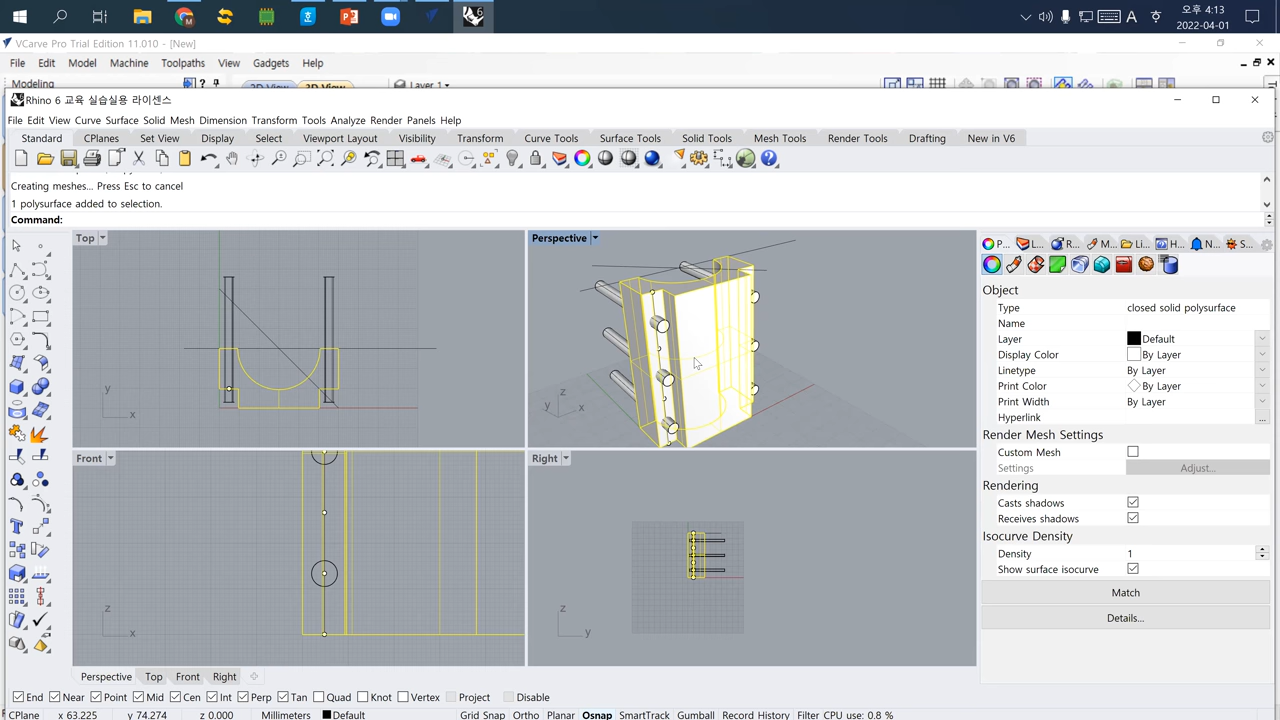 오후 4:13
2022-04-01
VCarve Pro Trial Edition 11.010 - [New]
File Edit Model Machine Toolpaths View Gadgets Help
Modeling
2D View 3D View Layer 1
Rhino 6 교육 실습실용 라이센스
File Edit View Curve Surface Solid Mesh Dimension Transform Tools Analyze Render Panels Help
Standard CPlanes Set View Display Select Viewport Layout Visibility Transform Curve Tools Surface Tools Solid Tools Mesh Tools Render Tools Drafting New in V6
Creating meshes... Press Esc to cancel
1 polysurface added to selection.
Command:
Top
Perspective
P... L... R... M... Li... H... N... S...
Object
Type closed solid polysurface
Name
Layer Default
Display Color By Layer
Linetype By Layer
Print Color By Layer
Print Width By Layer
Hyperlink ...
Render Mesh Settings
Custom Mesh
Settings Adjust...
Rendering
Casts shadows
Receives shadows
Isocurve Density
Density 1
Show surface isocurve
Match
Details...
y
x
z
y x
Front
Right
z
x
z
y
Perspective Top Front Right
End Near Point Mid Cen Int Perp Tan Quad Knot Vertex Project Disable
CPlane x 63.225 y 74.274 z 0.000 Millimeters Default Grid Snap Ortho Planar Osnap SmartTrack Gumball Record History Filter CPU use: 0.8 %